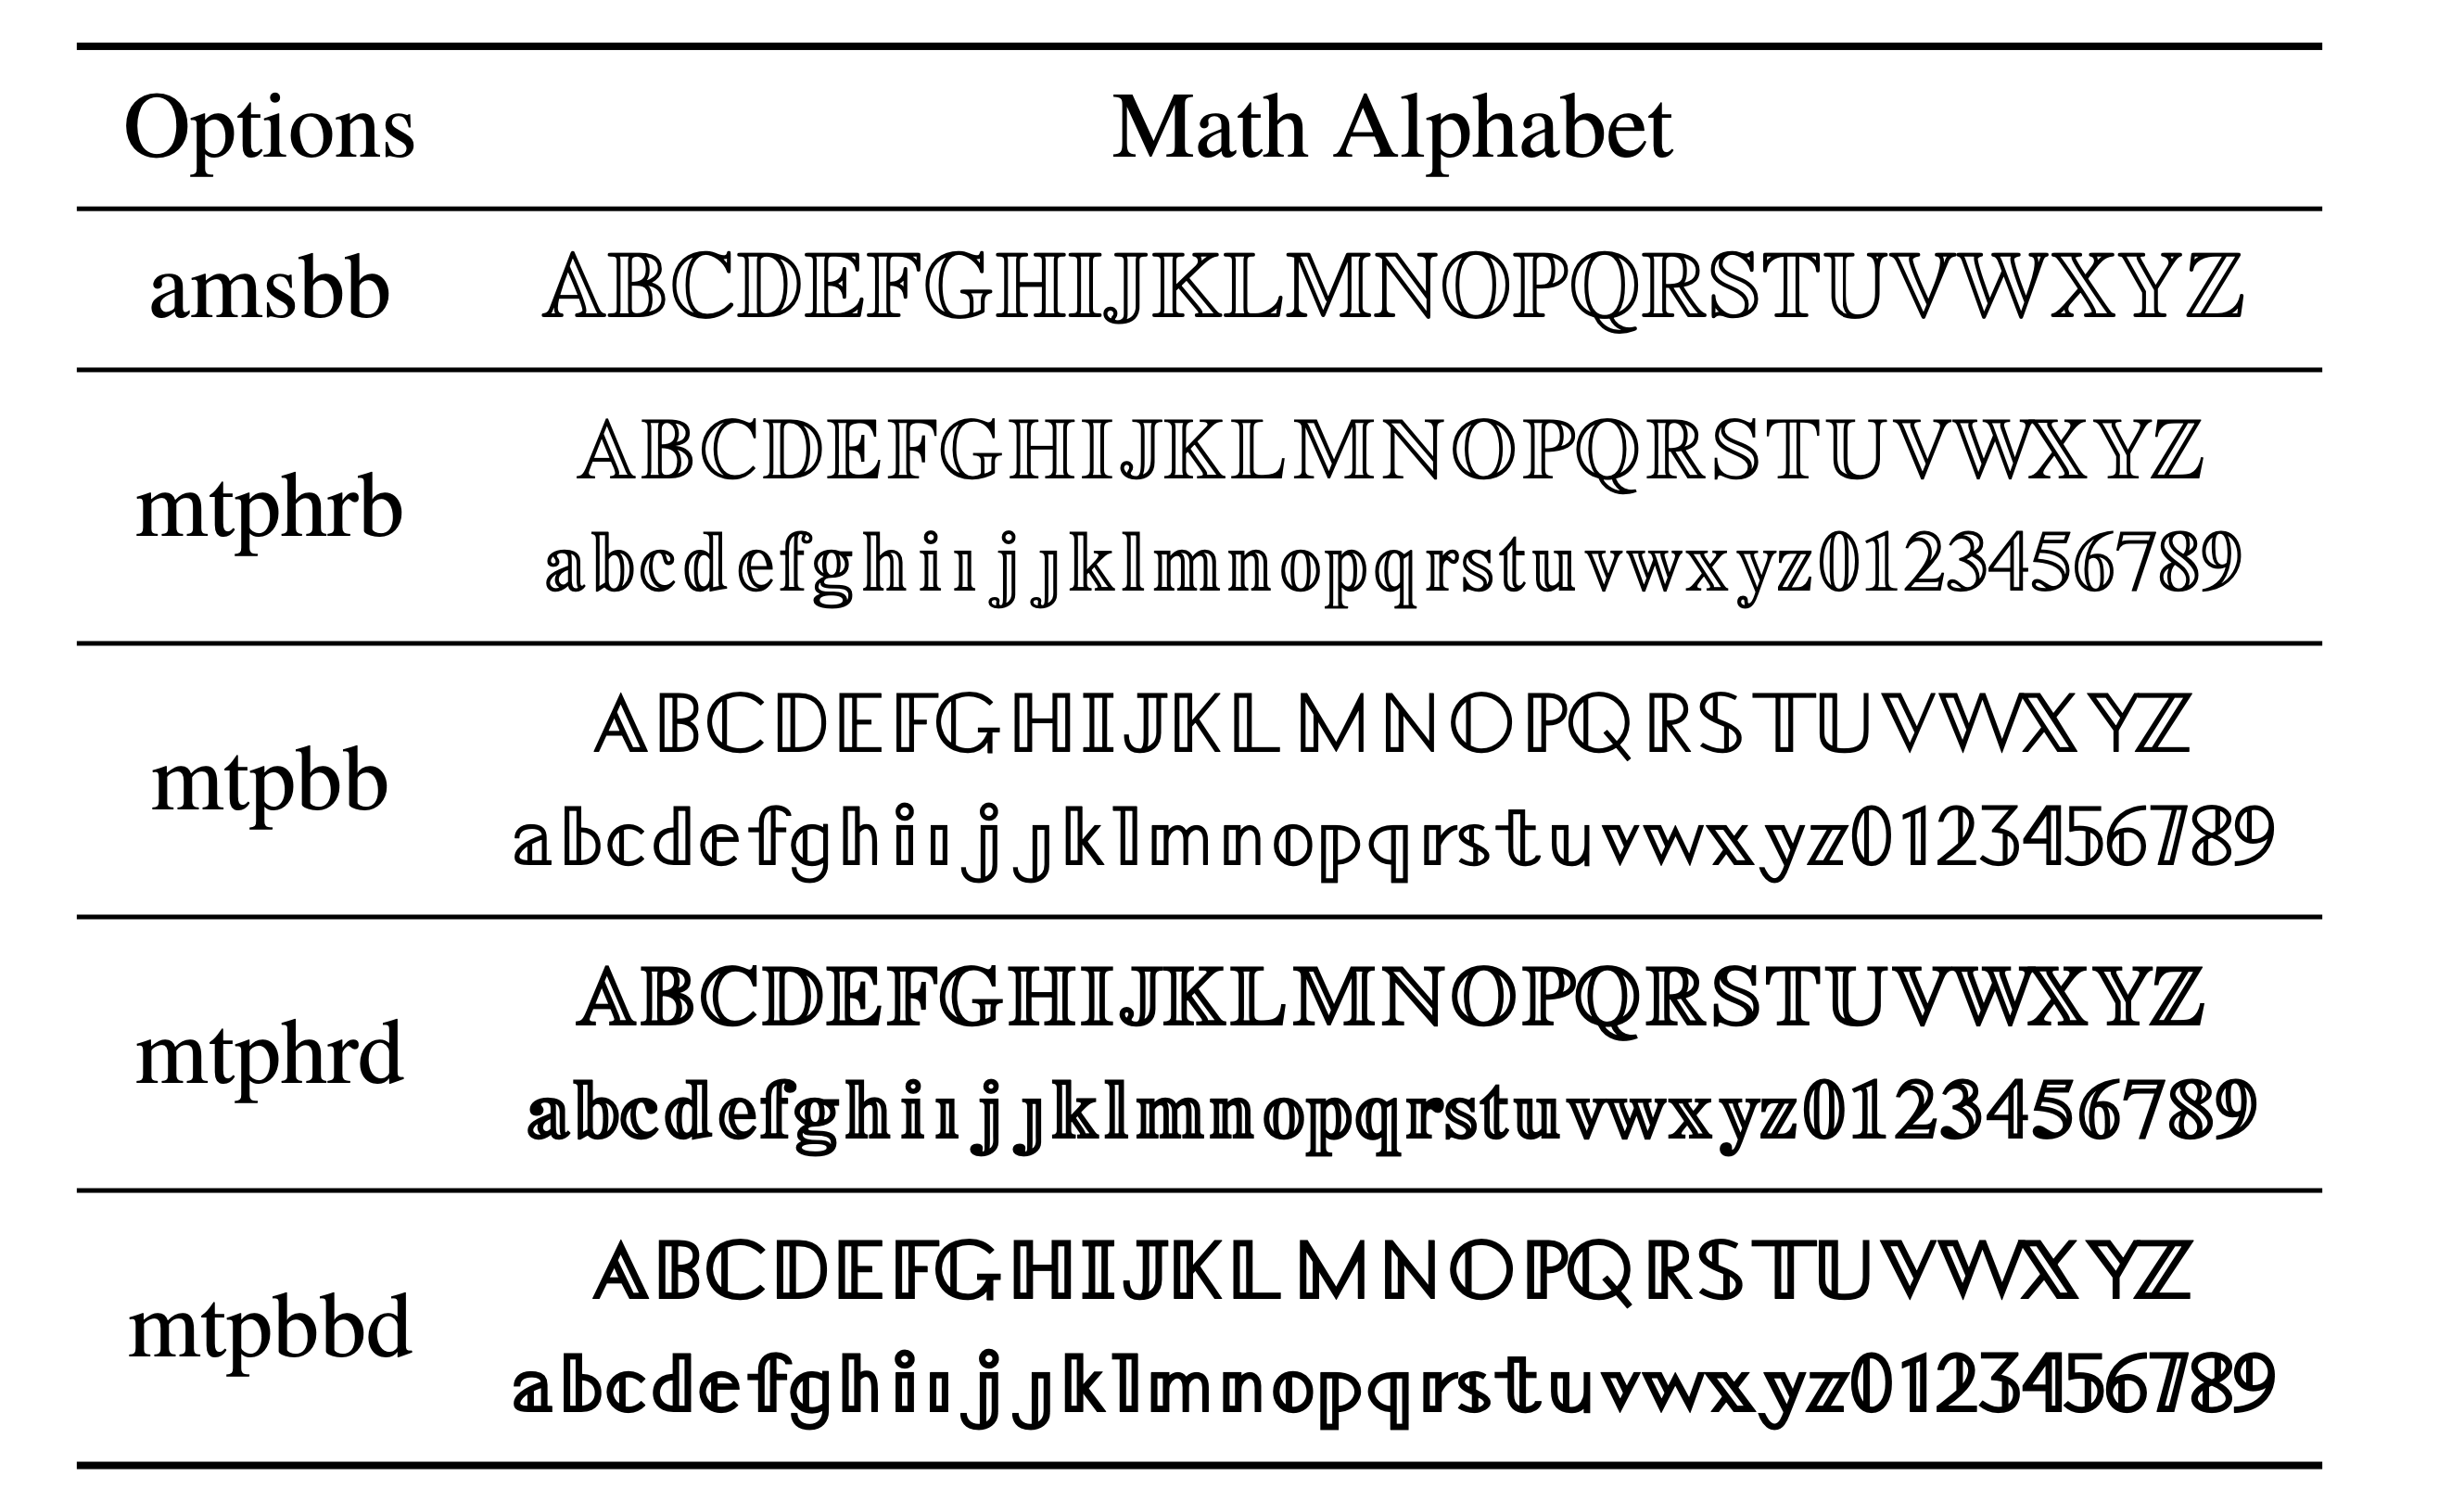 Options Math Alphabet
amsbb 𝔸𝔹ℂ𝔻𝔼𝔽𝔾ℍ𝕀𝕁𝕂𝕃𝕄ℕ𝕆ℙℚℝ𝕊𝕋𝕌𝕍𝕎𝕏𝕐ℤ
mtphrb 𝔸𝔹ℂ𝔻𝔼𝔽𝔾ℍ𝕀𝕁𝕂𝕃𝕄ℕ𝕆ℙℚℝ𝕊𝕋𝕌𝕍𝕎𝕏𝕐ℤ
𝕒𝕓𝕔𝕕𝕖𝕗𝕘𝕙𝕚ı𝕛ȷ𝕜𝕝𝕞𝕟𝕠𝕡𝕢𝕣𝕤𝕥𝕦𝕧𝕨𝕩𝕪𝕫𝟘𝟙𝟚𝟛𝟜𝟝𝟞𝟟𝟠𝟡
mtpbb 𝔸𝔹ℂ𝔻𝔼𝔽𝔾ℍ𝕀𝕁𝕂𝕃𝕄ℕ𝕆ℙℚℝ𝕊𝕋𝕌𝕍𝕎𝕏𝕐ℤ
𝕒𝕓𝕔𝕕𝕖𝕗𝕘𝕙𝕚ı𝕛ȷ𝕜𝕝𝕞𝕟𝕠𝕡𝕢𝕣𝕤𝕥𝕦𝕧𝕨𝕩𝕪𝕫𝟘𝟙𝟚𝟛𝟜𝟝𝟞𝟟𝟠𝟡
mtphrd 𝔸𝔹ℂ𝔻𝔼𝔽𝔾ℍ𝕀𝕁𝕂𝕃𝕄ℕ𝕆ℙℚℝ𝕊𝕋𝕌𝕍𝕎𝕏𝕐ℤ
𝕒𝕓𝕔𝕕𝕖𝕗𝕘𝕙𝕚ı𝕛ȷ𝕜𝕝𝕞𝕟𝕠𝕡𝕢𝕣𝕤𝕥𝕦𝕧𝕨𝕩𝕪𝕫𝟘𝟙𝟚𝟛𝟜𝟝𝟞𝟟𝟠𝟡
mtpbbd 𝔸𝔹ℂ𝔻𝔼𝔽𝔾ℍ𝕀𝕁𝕂𝕃𝕄ℕ𝕆ℙℚℝ𝕊𝕋𝕌𝕍𝕎𝕏𝕐ℤ
𝕒𝕓𝕔𝕕𝕖𝕗𝕘𝕙𝕚ı𝕛ȷ𝕜𝕝𝕞𝕟𝕠𝕡𝕢𝕣𝕤𝕥𝕦𝕧𝕨𝕩𝕪𝕫𝟘𝟙𝟚𝟛𝟜𝟝𝟞𝟟𝟠𝟡